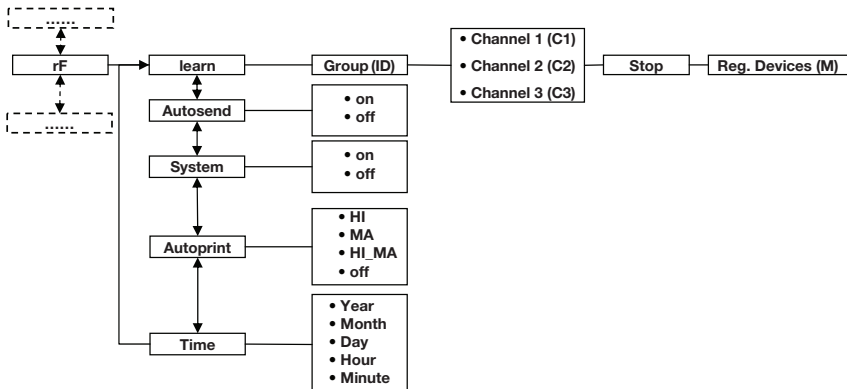 ......
rF
......
learn
Group (ID)
• Channel 1 (C1)
• Channel 2 (C2)
• Channel 3 (C3)
Stop
Reg. Devices (M)
Autosend
• on
• off
System
• on
• off
Autoprint
• HI
• MA
• HI_MA
• off
Time
• Year
• Month
• Day
• Hour
• Minute